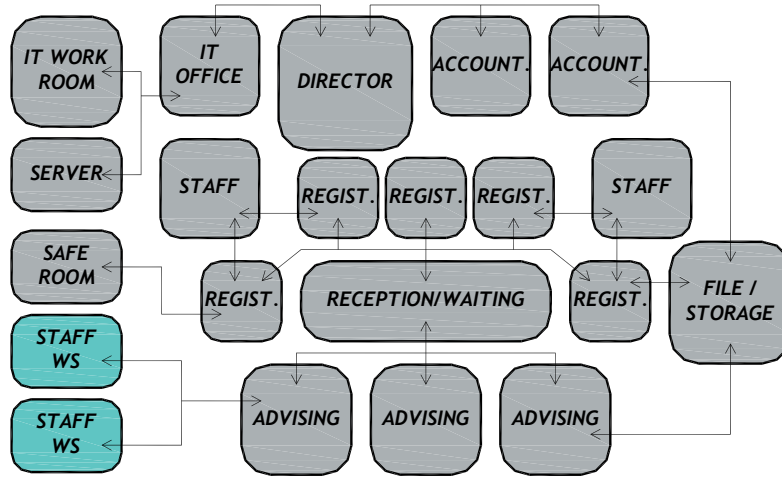 IT WORK
ROOM
IT
OFFICE
DIRECTOR
ACCOUNT.
ACCOUNT.
SERVER
STAFF
REGIST.
REGIST.
REGIST.
STAFF
SAFE
ROOM
REGIST.
RECEPTION/WAITING
REGIST.
FILE /
STORAGE
STAFF
WS
STAFF
WS
ADVISING
ADVISING
ADVISING